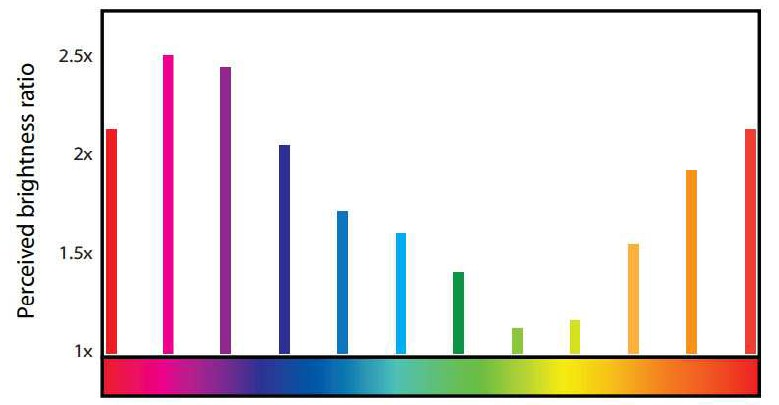 Perceived brightness ratio
2.5x
2x
1.5x
1x